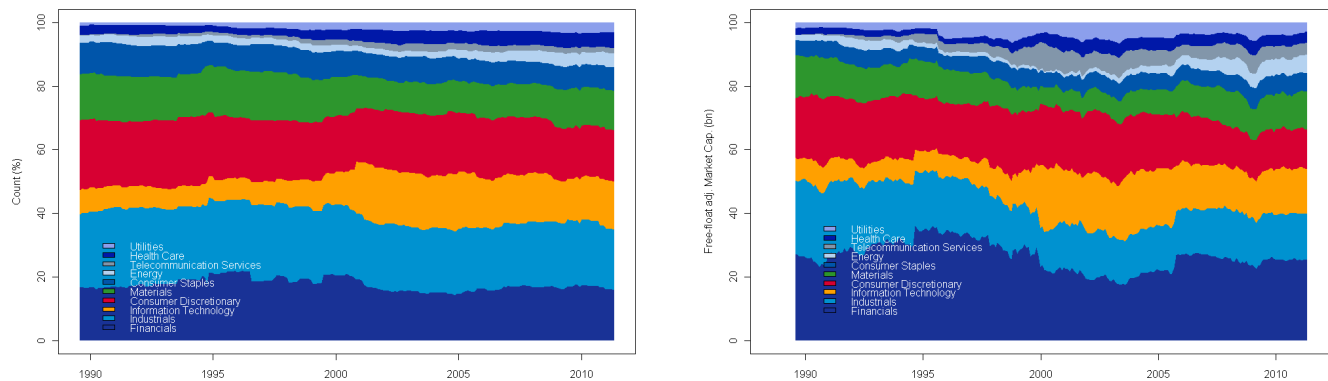 Count (%)
0
20
40
60
80
100
Utilities
Health Care
Telecommunication Services
Energy
Consumer Staples
Materials
Consumer Discretionary
Information Technology
Industrials
Financials
1990
1995
2000
2005
2010
Free-float adj. Market Cap. (bn)
0
20
40
60
80
100
Utilities
Health Care
Telecommunication Services
Energy
Consumer Staples
Materials
Consumer Discretionary
Information Technology
Industrials
Financials
1990
1995
2000
2005
2010